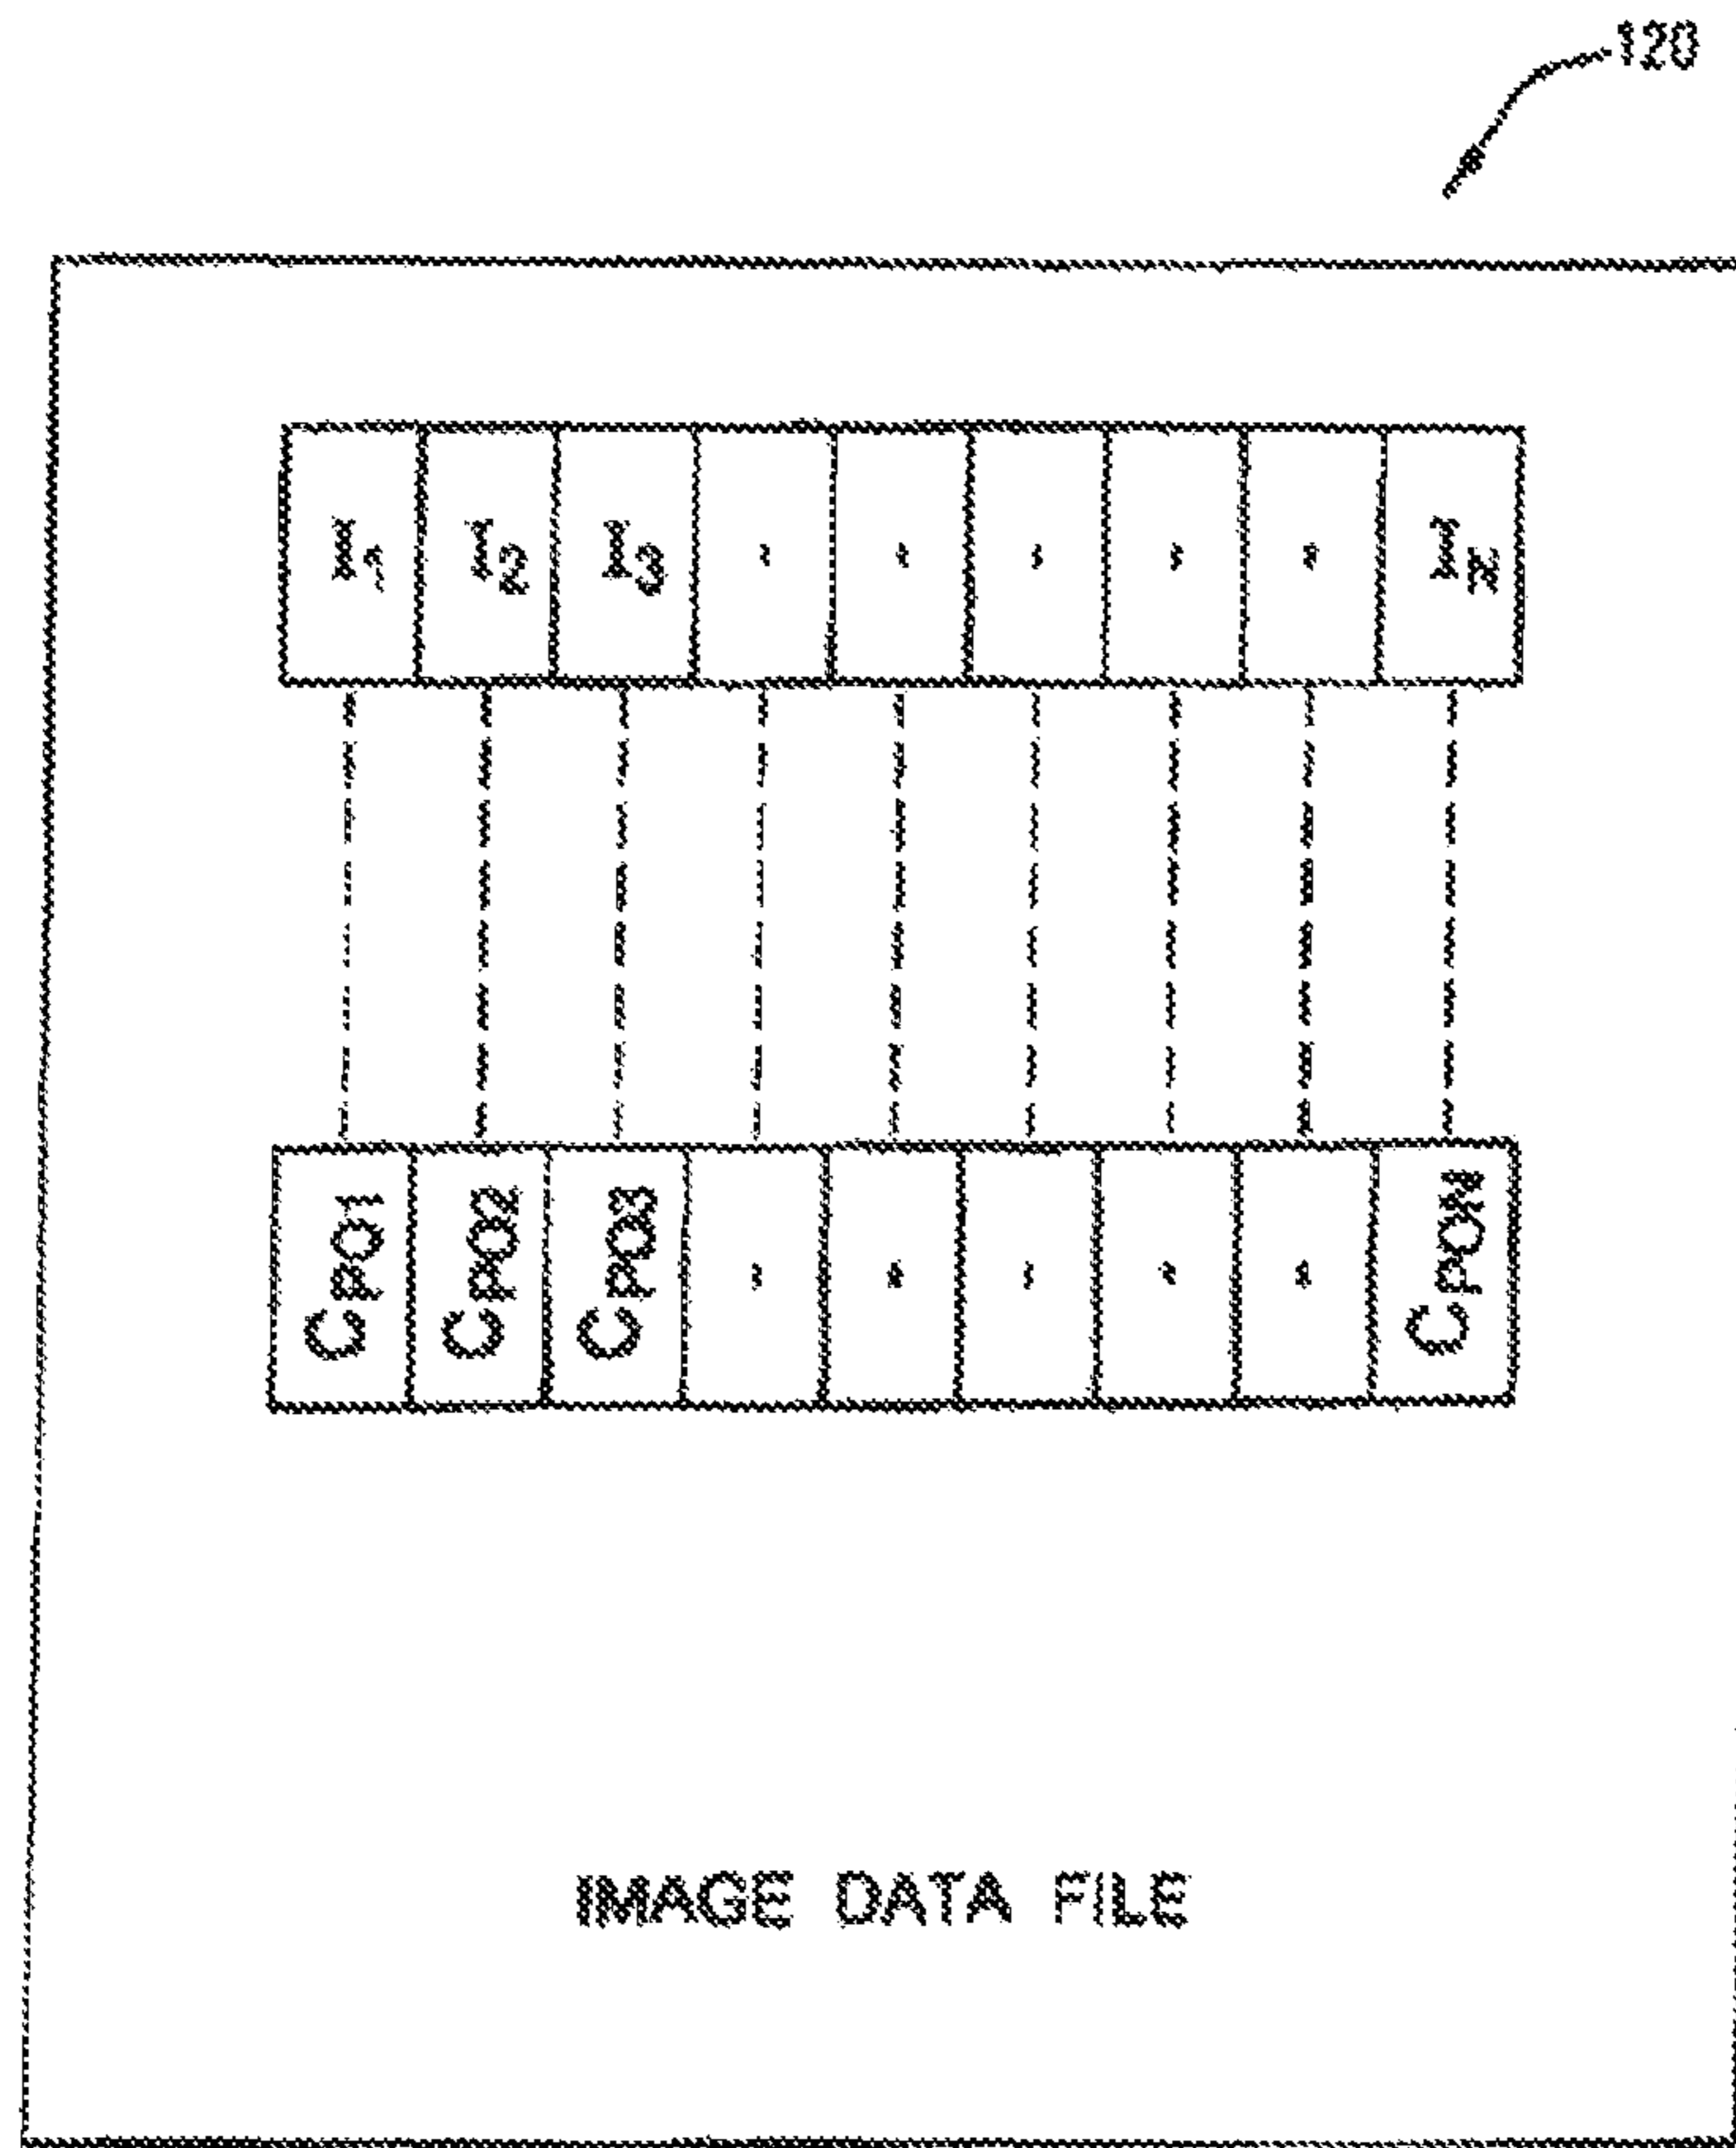 120
I1 I2 I3 . . . . . IN
CPO1 CPO2 CPO3 . . . . . CPON
IMAGE DATA FILE